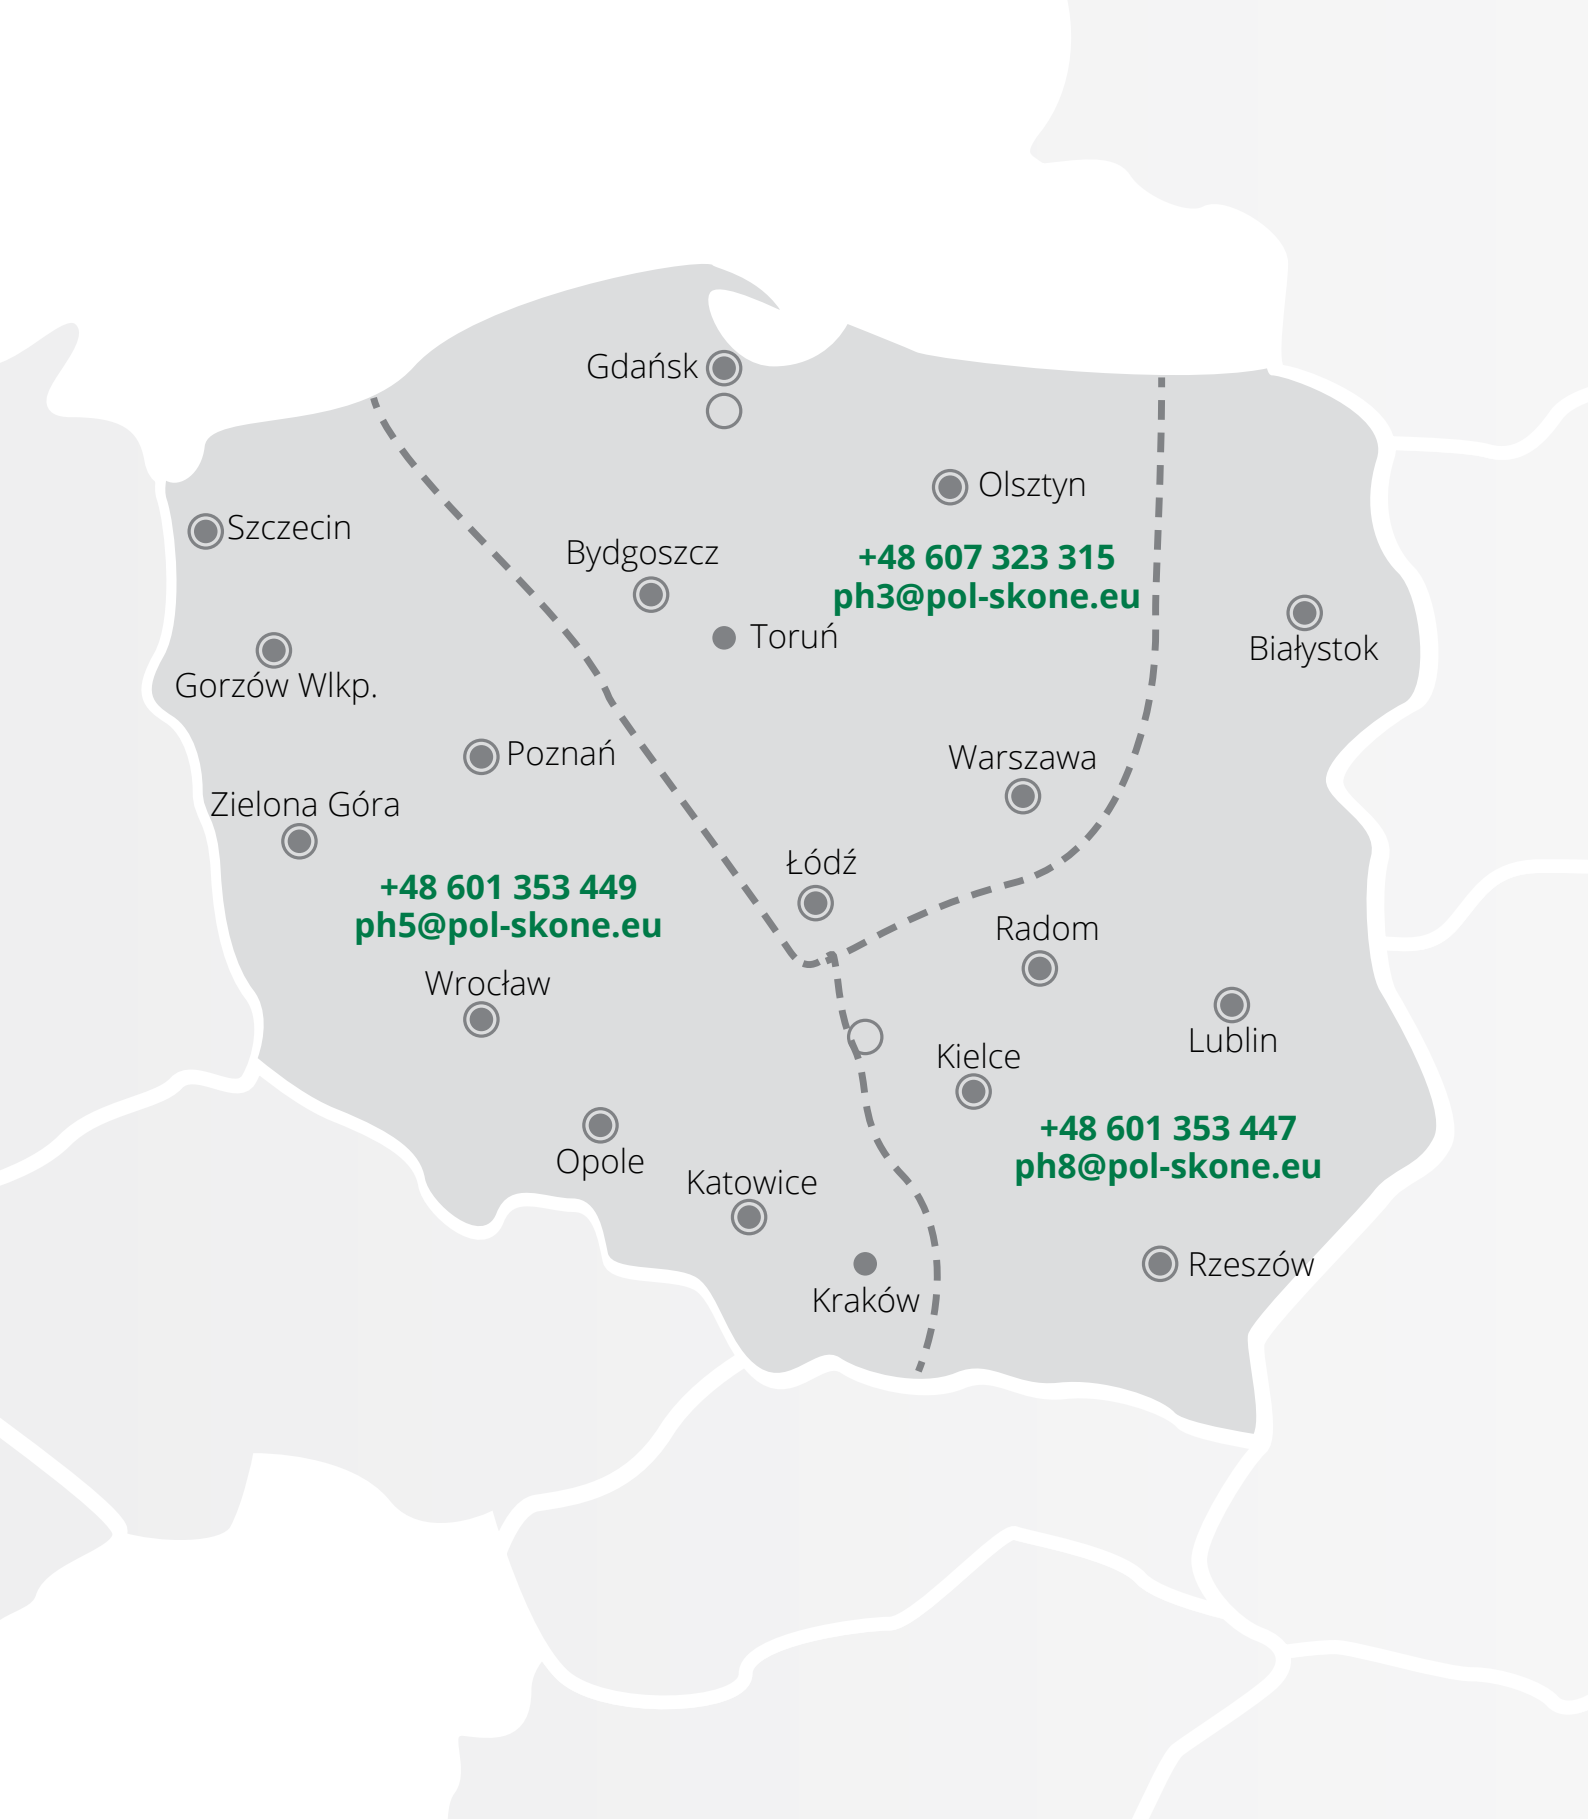 Gdańsk
Olsztyn
Szczecin
Bydgoszcz
+48 607 323 315
ph3@pol-skone.eu
Toruń
Białystok
Gorzów Wlkp.
Poznań
Warszawa
Zielona Góra
Łódź
+48 601 353 449
ph5@pol-skone.eu
Radom
Wrocław
Lublin
Kielce
+48 601 353 447
ph8@pol-skone.eu
Opole
Katowice
Rzeszów
Kraków